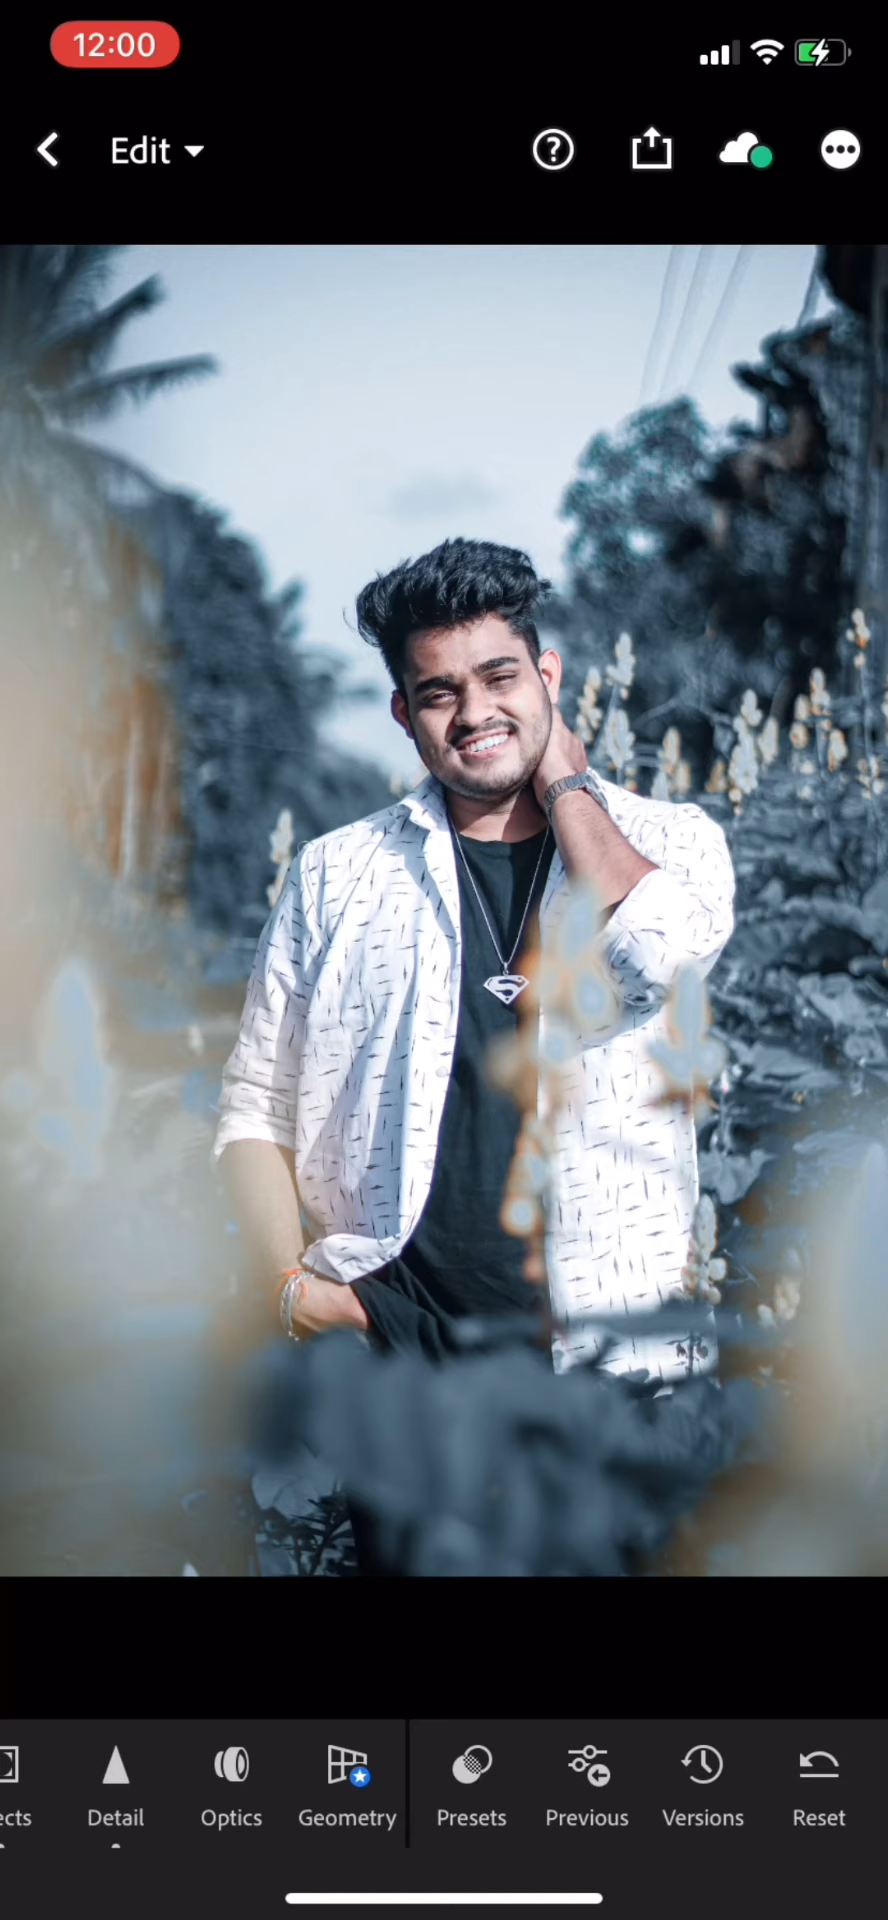 12:00
Edit
ects
Detail
Optics
Geometry
Presets
Previous
Versions
Reset